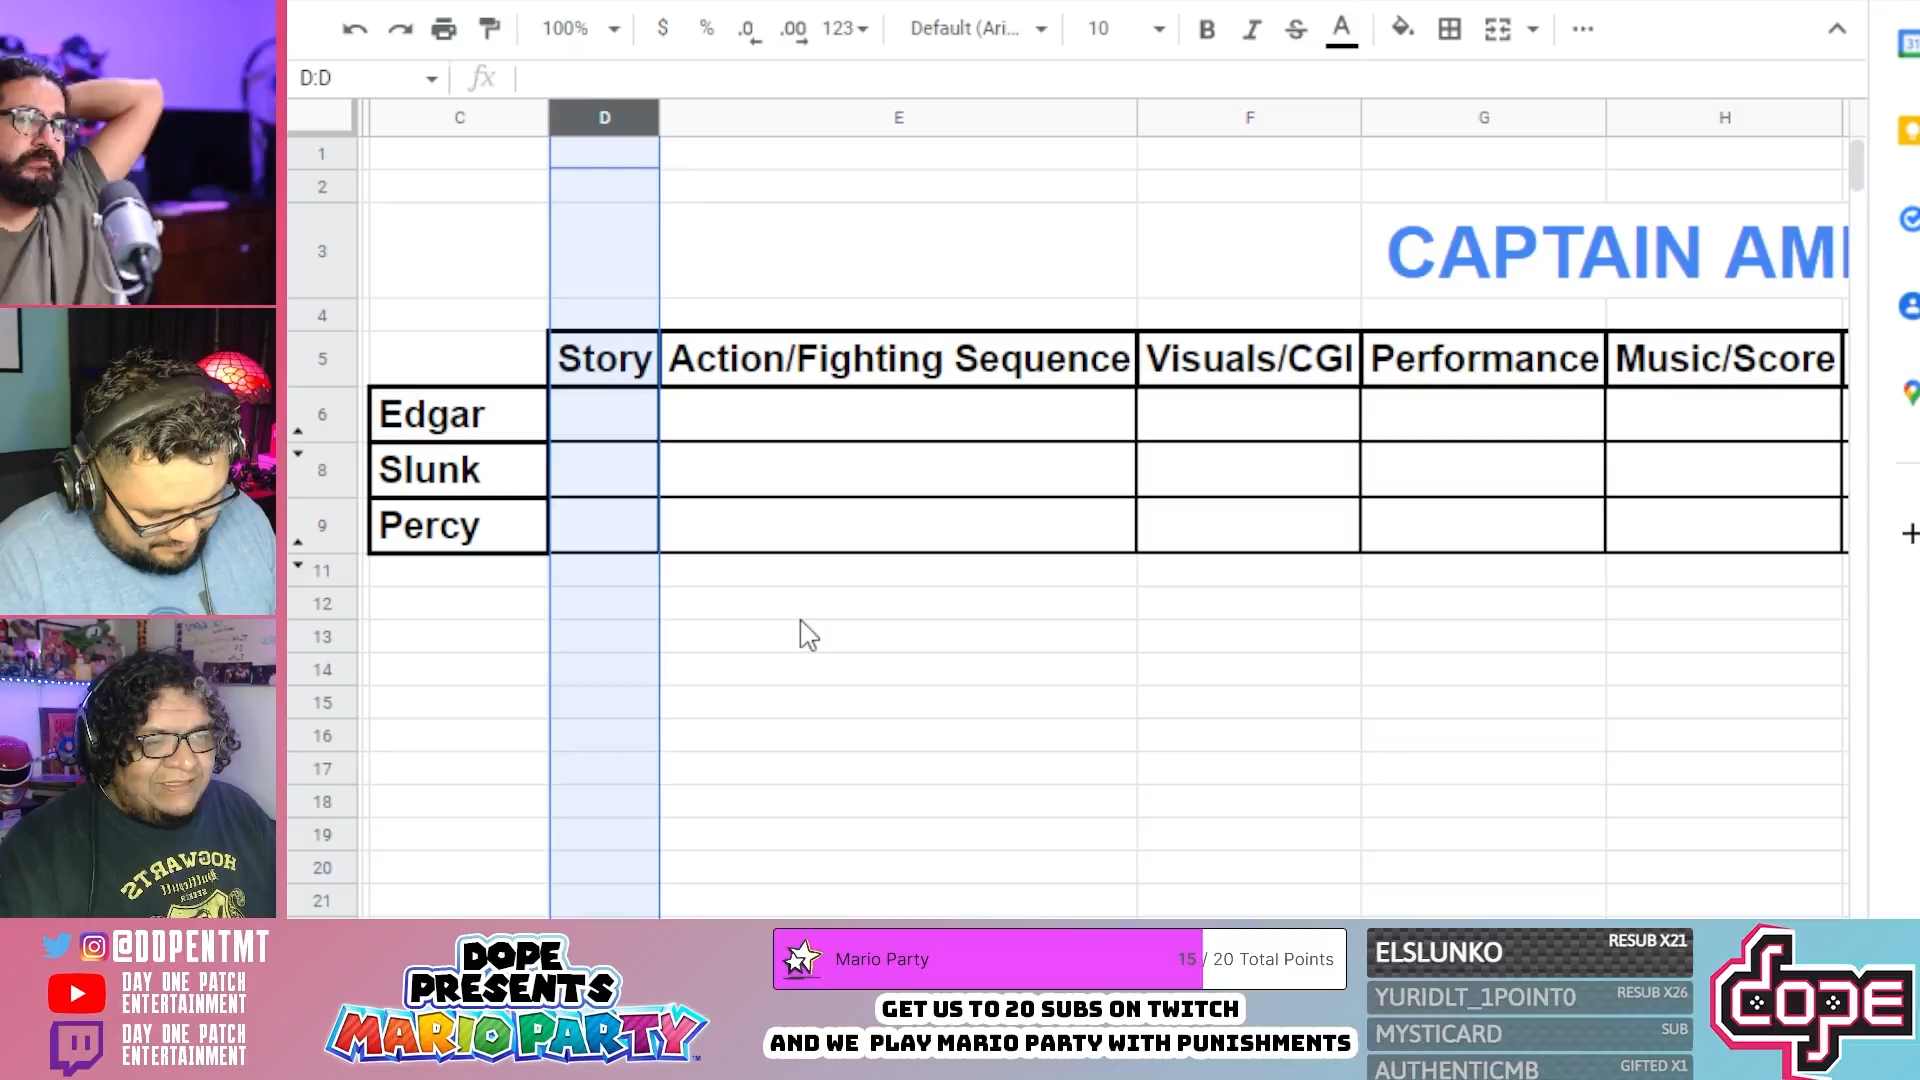 100%
$
%
.0
.00
123
Default (Ari...
10
B
I
S
A
D:D
fx
C
D
E
F
G
H
1
2
3
CAPTAIN AM
4
5
Story
Action/Fighting Sequence
Visuals/CGI
Performance
Music/Score
6
Edgar
8
Slunk
9
Percy
11
12
13
14
15
16
17
18
19
20
21
31
HOGWARTS
@DOPENTMT
DAY ONE PATCH
ENTERTAINMENT
DAY ONE PATCH
ENTERTAINMENT
DOPE
PRESENTS
MARIO PARTY
Mario Party
15 / 20 Total Points
GET US TO 20 SUBS ON TWITCH
AND WE PLAY MARIO PARTY WITH PUNISHMENTS
ELSLUNKO RESUB X21
YURIDLT_1POINT0 RESUB X26
MYSTICARD SUB
AUTHENTICMB GIFTED X1
dope